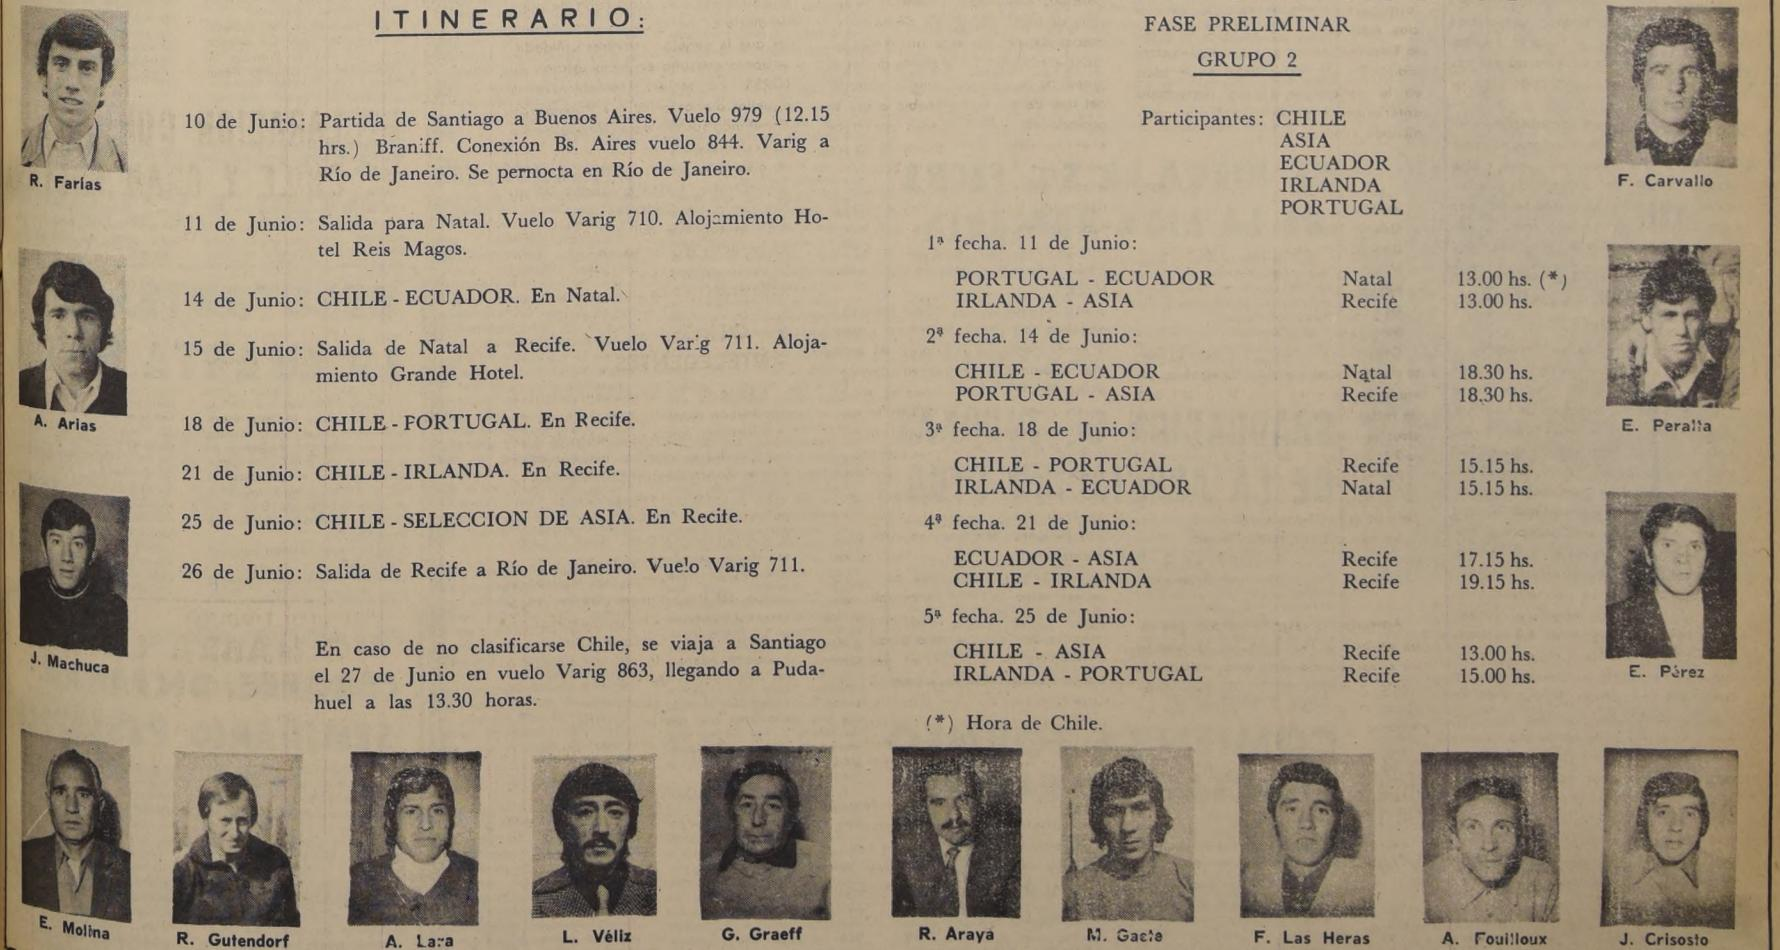 ITINERARIO:
10 de Junio: Partida de Santiago a Buenos Aires. Vuelo 979 (12.15
hrs.) Braniff. Conexión Bs. Aires vuelo 844. Varig a
Río de Janeiro. Se pernocta en Río de Janeiro.
11 de Junio: Salida para Natal. Vuelo Varig 710. Alojamiento Ho-
tel Reis Magos.
14 de Junio: CHILE - ECUADOR. En Natal.
15 de Junio: Salida de Natal a Recife. Vuelo Varig 711. Aloja-
miento Grande Hotel.
18 de Junio: CHILE - PORTUGAL. En Recife.
21 de Junio: CHILE - IRLANDA. En Recife.
25 de Junio: CHILE - SELECCION DE ASIA. En Recife.
26 de Junio: Salida de Recife a Río de Janeiro. Vuelo Varig 711.
En caso de no clasificarse Chile, se viaja a Santiago
el 27 de Junio en vuelo Varig 863, llegando a Puda-
huel a las 13.30 horas.
FASE PRELIMINAR
GRUPO 2
Participantes: CHILE
ASIA
ECUADOR
IRLANDA
PORTUGAL
1ª fecha. 11 de Junio:
PORTUGAL - ECUADOR Natal 13.00 hs. (*)
IRLANDA - ASIA Recife 13.00 hs.
2ª fecha. 14 de Junio:
CHILE - ECUADOR Natal 18.30 hs.
PORTUGAL - ASIA Recife 18.30 hs.
3ª fecha. 18 de Junio:
CHILE - PORTUGAL Recife 15.15 hs.
IRLANDA - ECUADOR Natal 15.15 hs.
4ª fecha. 21 de Junio:
ECUADOR - ASIA Recife 17.15 hs.
CHILE - IRLANDA Recife 19.15 hs.
5ª fecha. 25 de Junio:
CHILE - ASIA Recife 13.00 hs.
IRLANDA - PORTUGAL Recife 15.00 hs.
(*) Hora de Chile.
R. Farías
A. Arias
J. Machuca
F. Carvallo
E. Peralta
E. Pérez
E. Molina
R. Gutendorf
A. Lara
L. Véliz
G. Graeff
R. Araya
M. Gaete
F. Las Heras
A. Fouilloux
J. Crisosto